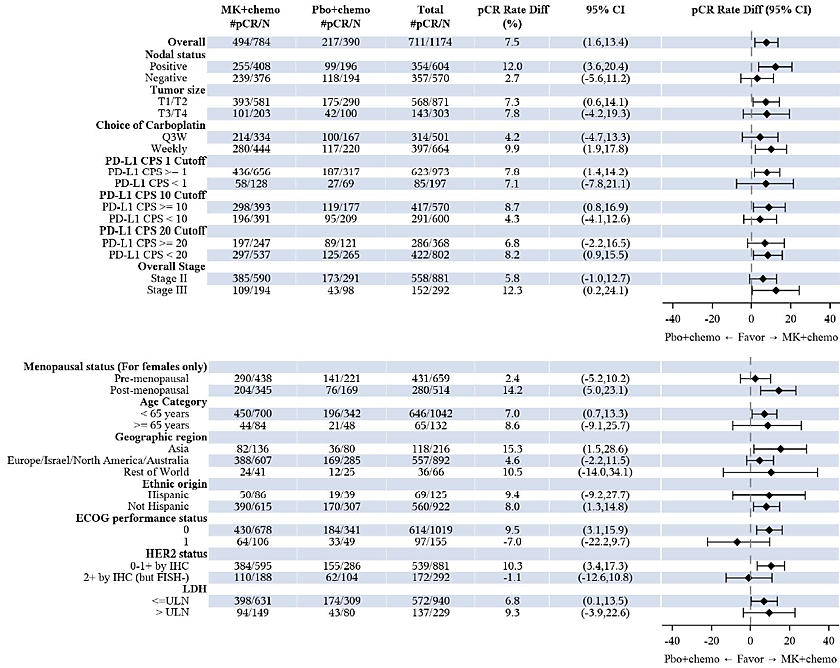 MK+chemo Pbo+chemo Total pCR Rate Diff 95% CI pCR Rate Diff (95% CI)
#pCR/N #pCR/N #pCR/N (%)
Overall 494/784 217/390 711/1174 7.5 (1.6,13.4)
Nodal status
Positive 255/408 99/196 354/604 12.0 (3.6,20.4)
Negative 239/376 118/194 357/570 2.7 (-5.6,11.2)
Tumor size
T1/T2 393/581 175/290 568/871 7.3 (0.6,14.1)
T3/T4 101/203 42/100 143/303 7.8 (-4.2,19.3)
Choice of Carboplatin
Q3W 214/334 100/167 314/501 4.2 (-4.7,13.3)
Weekly 280/444 117/220 397/664 9.9 (1.9,17.8)
PD-L1 CPS 1 Cutoff
PD-L1 CPS >= 1 436/656 187/317 623/973 7.8 (1.4,14.2)
PD-L1 CPS < 1 58/128 27/69 85/197 7.1 (-7.8,21.1)
PD-L1 CPS 10 Cutoff
PD-L1 CPS >= 10 298/393 119/177 417/570 8.7 (0.8,16.9)
PD-L1 CPS < 10 196/391 95/209 291/600 4.3 (-4.1,12.6)
PD-L1 CPS 20 Cutoff
PD-L1 CPS >= 20 197/247 89/121 286/368 6.8 (-2.2,16.5)
PD-L1 CPS < 20 297/537 125/265 422/802 8.2 (0.9,15.5)
Overall Stage
Stage II 385/590 173/291 558/881 5.8 (-1.0,12.7)
Stage III 109/194 43/98 152/292 12.3 (0.2,24.1)
-40 -20 0 20 40
Pbo+chemo ← Favor → MK+chemo
Menopausal status (For females only)
Pre-menopausal 290/438 141/221 431/659 2.4 (-5.2,10.2)
Post-menopausal 204/345 76/169 280/514 14.2 (5.0,23.1)
Age Category
< 65 years 450/700 196/342 646/1042 7.0 (0.7,13.3)
>= 65 years 44/84 21/48 65/132 8.6 (-9.1,25.7)
Geographic region
Asia 82/136 36/80 118/216 15.3 (1.5,28.6)
Europe/Israel/North America/Australia 388/607 169/285 557/892 4.6 (-2.2,11.5)
Rest of World 24/41 12/25 36/66 10.5 (-14.0,34.1)
Ethnic origin
Hispanic 50/86 19/39 69/125 9.4 (-9.2,27.7)
Not Hispanic 390/615 170/307 560/922 8.0 (1.3,14.8)
ECOG performance status
0 430/678 184/341 614/1019 9.5 (3.1,15.9)
1 64/106 33/49 97/155 -7.0 (-22.2,9.7)
HER2 status
0-1+ by IHC 384/595 155/286 539/881 10.3 (3.4,17.3)
2+ by IHC (but FISH-) 110/188 62/104 172/292 -1.1 (-12.6,10.8)
LDH
<=ULN 398/631 174/309 572/940 6.8 (0.1,13.5)
> ULN 94/149 43/80 137/229 9.3 (-3.9,22.6)
-40 -20 0 20 40
Pbo+chemo ← Favor → MK+chemo